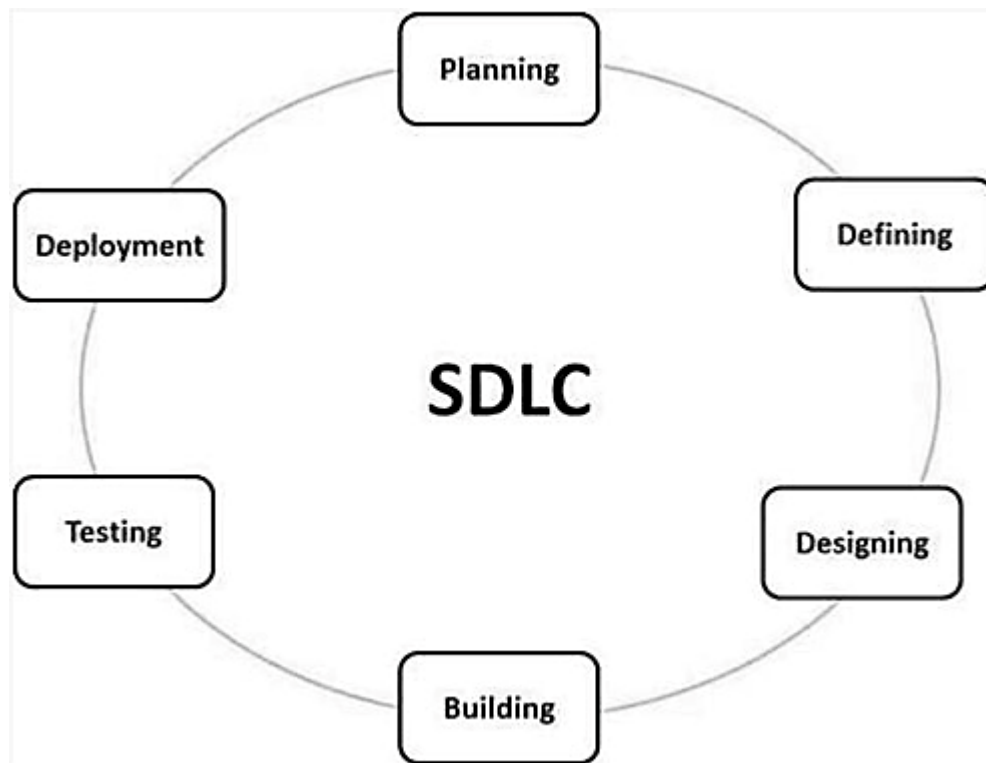 Planning
Defining
Designing
Building
Testing
Deployment
SDLC